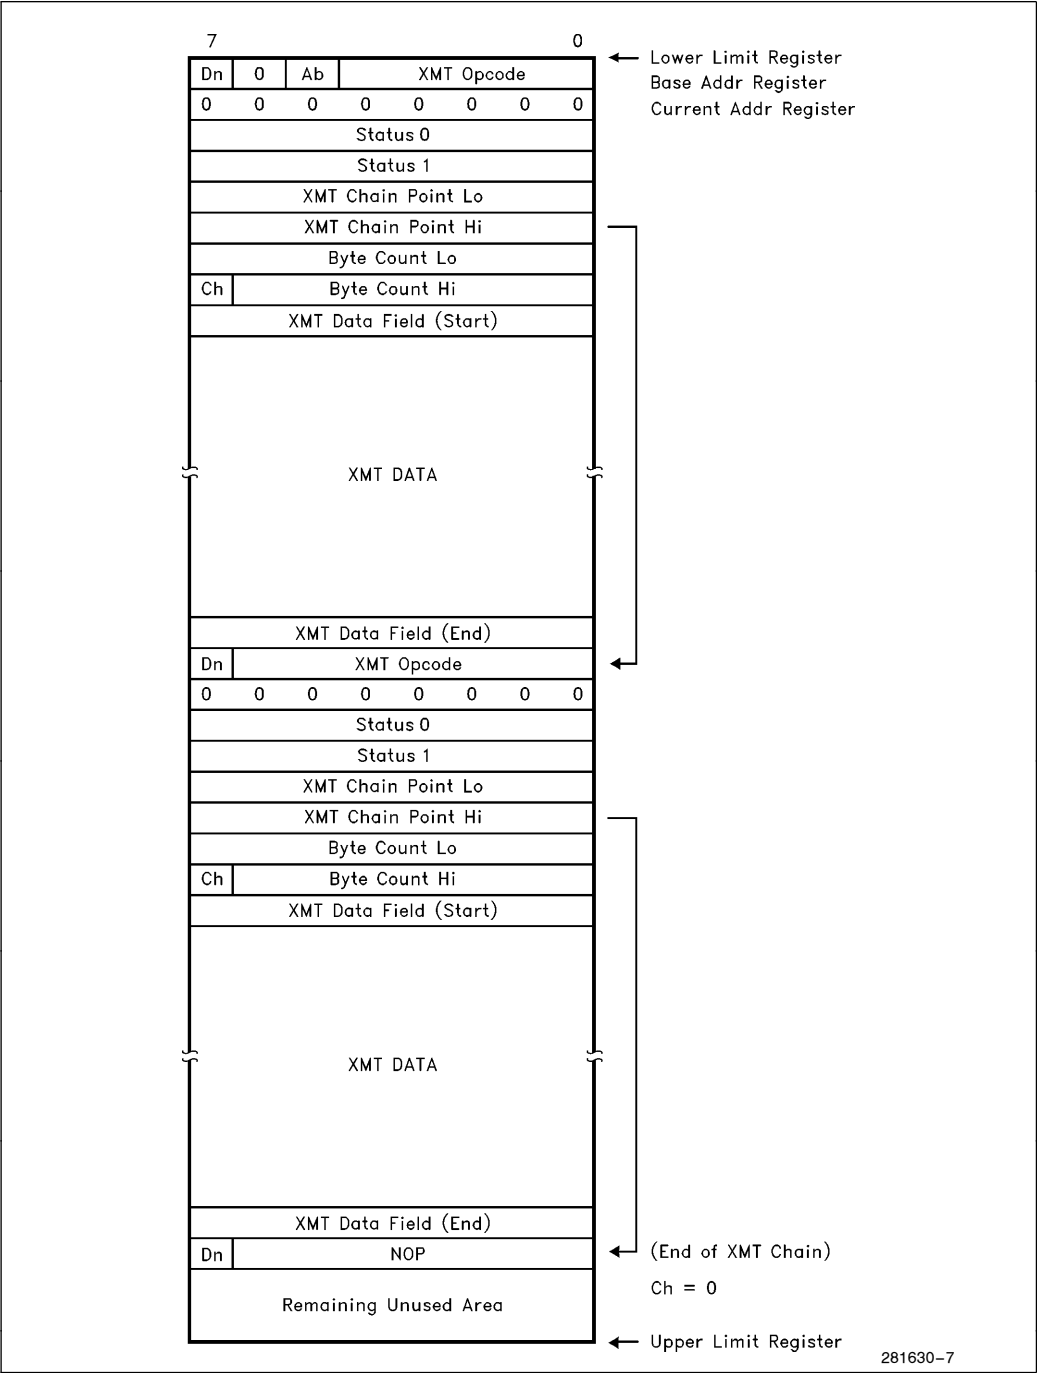 7 0
Lower Limit Register
Dn 0 Ab XMT Opcode
Base Addr Register
0 0 0 0 0 0 0 0
Current Addr Register
Status 0
Status 1
XMT Chain Point Lo
XMT Chain Point Hi
Byte Count Lo
Ch Byte Count Hi
XMT Data Field (Start)
XMT DATA
XMT Data Field (End)
Dn XMT Opcode
0 0 0 0 0 0 0 0
Status 0
Status 1
XMT Chain Point Lo
XMT Chain Point Hi
Byte Count Lo
Ch Byte Count Hi
XMT Data Field (Start)
XMT DATA
XMT Data Field (End)
Dn NOP
(End of XMT Chain)
Ch = 0
Remaining Unused Area
Upper Limit Register
281630–7